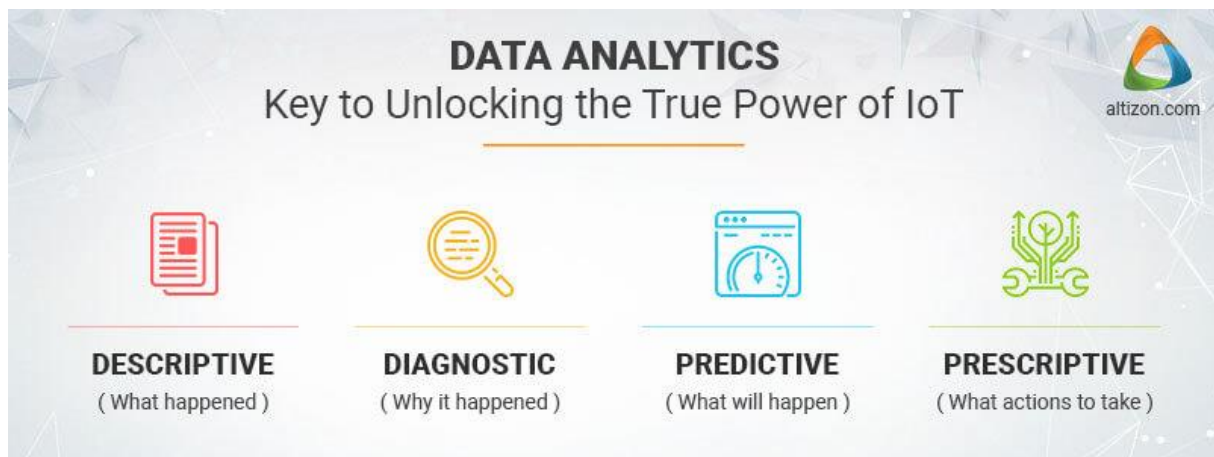 DATA ANALYTICS
Key to Unlocking the True Power of IoT
altizon.com
DESCRIPTIVE
( What happened )
DIAGNOSTIC
( Why it happened )
PREDICTIVE
( What will happen )
PRESCRIPTIVE
( What actions to take )